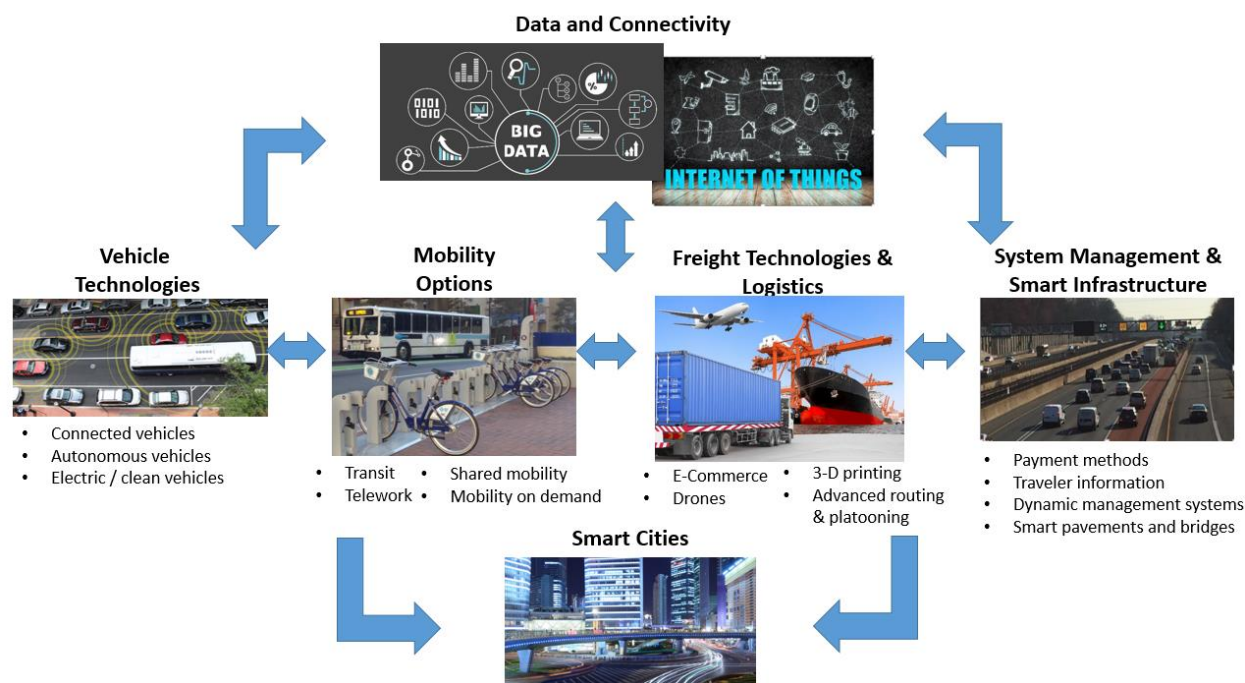 Data and Connectivity
0101
1010
%
BIG
DATA
INTERNET OF THINGS
Vehicle
Technologies
Mobility
Options
Freight Technologies &
Logistics
System Management &
Smart Infrastructure
• Connected vehicles
• Autonomous vehicles
• Electric / clean vehicles
• Transit
• Telework
• Shared mobility
• Mobility on demand
• E-Commerce
• Drones
• 3-D printing
• Advanced routing
& platooning
• Payment methods
• Traveler information
• Dynamic management systems
• Smart pavements and bridges
Smart Cities